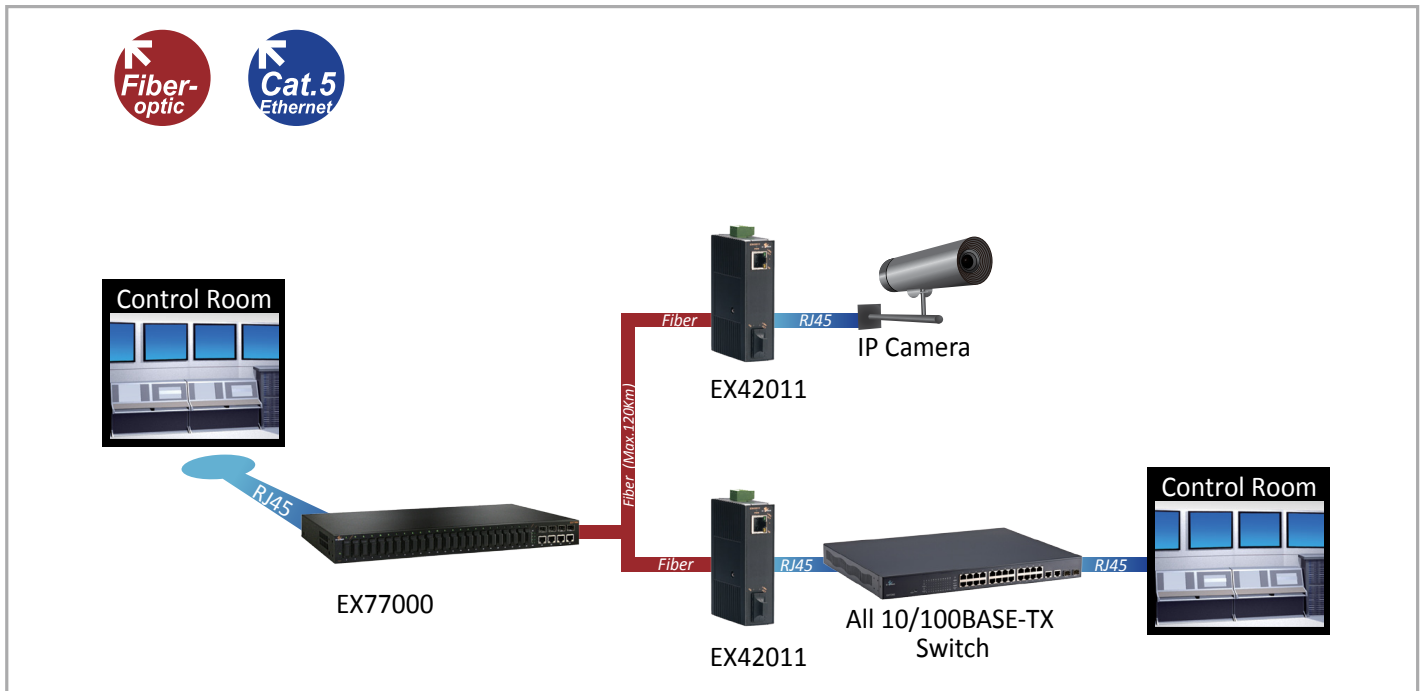 Fiber-
optic
Cat.5
Ethernet
Control Room
RJ45
EX77000
Fiber (Max.120Km)
Fiber
RJ45
EX42011
IP Camera
Fiber
RJ45
EX42011
All 10/100BASE-TX
Switch
RJ45
Control Room